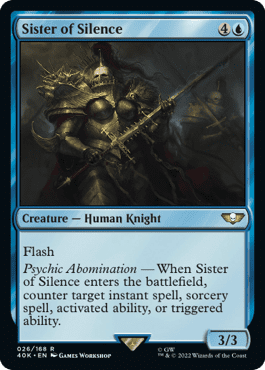 Sister of Silence 4
Creature — Human Knight
Flash
Psychic Abomination — When Sister
of Silence enters the battlefield,
counter target instant spell, sorcery
spell, activated ability, or triggered
ability.
3/3
026/168 R
40K • EN GAMES WORKSHOP
© GW
™ & © 2022 Wizards of the Coast